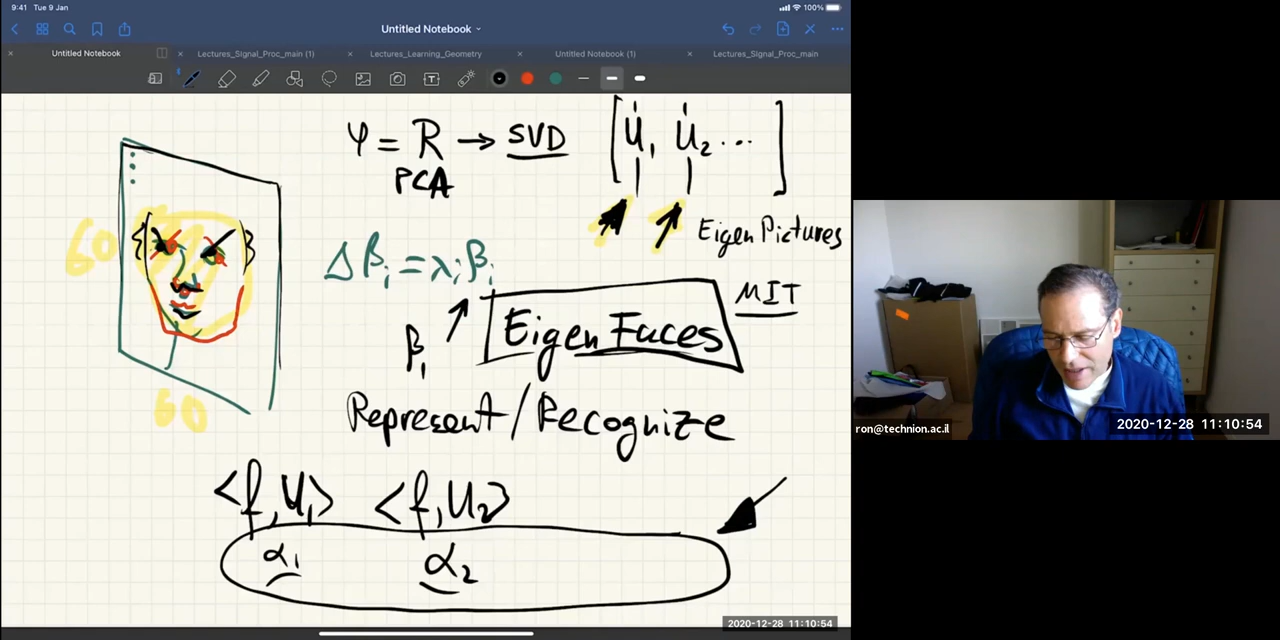 9:41 Tue 9 Jan
100%
Untitled Notebook
Untitled Notebook
Lectures_SIgnal_Proc_main (1)
Lectures_Learning_Geometry
Untitled Notebook (1)
Lectures_SIgnal_Proc_main
φ = R → SVD [u₁ u₂ ... ]
PCA
Eigen Pictures
60
Δβᵢ = λᵢβᵢ
MIT
Eigen Faces
β₁
60
Represent/Recognize
<f,u₁> <f,u₂>
α₁ α₂
ron@technion.ac.il
2020-12-28 11:10:54
2020-12-28 11:10:54